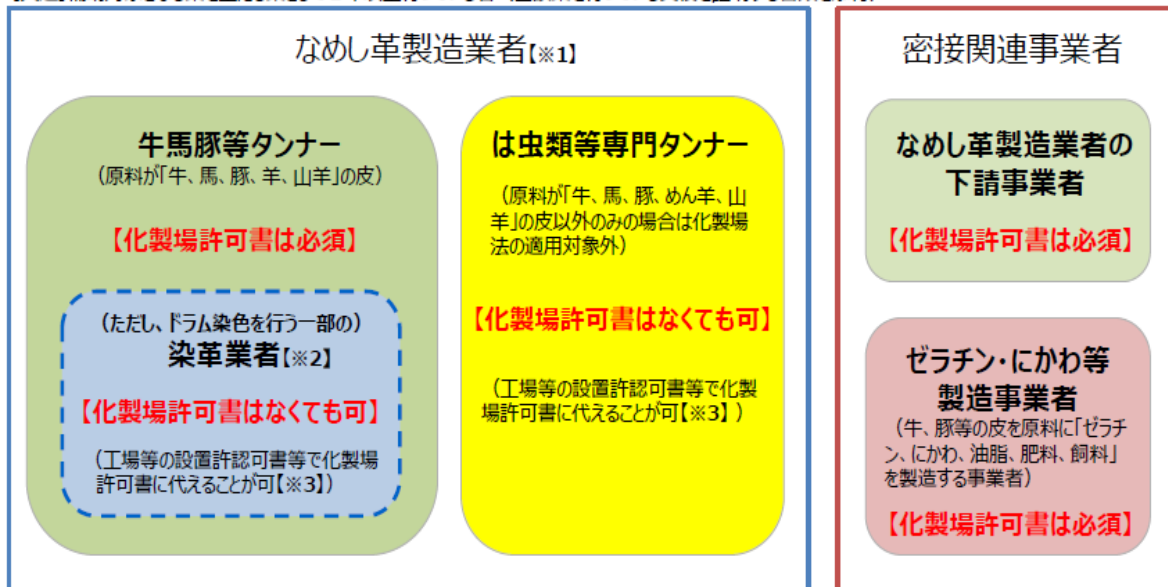 なめし革製造業者【※1】
牛馬豚等タンナー
（原料が「牛、馬、豚、羊、山羊」の皮）
【化製場許可書は必須】
（ただし、ドラム染色を行う一部の）
染革業者【※2】
【化製場許可書はなくても可】
（工場等の設置許認可書等で化製場
許可書に代えることが可【※3】）
は虫類等専門タンナー
（原料が「牛、馬、豚、めん羊、山
羊」の皮以外のみの場合は化製場
法の適用対象外）
【化製場許可書はなくても可】
（工場等の設置許認可書等で化製
場許可書に代えることが可【※3】）
密接関連事業者
なめし革製造業者の
下請事業者
【化製場許可書は必須】
ゼラチン・にかわ等
製造事業者
（牛、豚等の皮を原料に「ゼラチ
ン、にかわ、油脂、肥料、飼料」
を製造する事業者）
【化製場許可書は必須】